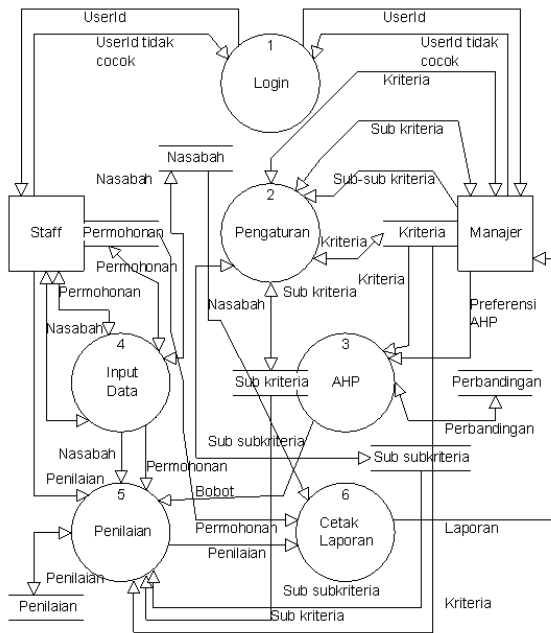 UserId
UserId
UserId tidak
cocok
UserId tidak
cocok
1
Login
Kriteria
Sub kriteria
Nasabah
Nasabah
Sub-sub kriteria
2
Pengaturan
Staff
Permohonan
Kriteria
Kriteria
Manajer
Permohonan
Kriteria
Permohonan
Nasabah
Sub kriteria
Preferensi
AHP
Nasabah
4
Input
Data
3
AHP
Sub kriteria
Perbandingan
Perbandingan
Sub subkriteria
Nasabah
Sub subkriteria
Permohonan
Penilaian
Bobot
5
Penilaian
6
Cetak
Laporan
Permohonan
Laporan
Penilaian
Penilaian
Sub subkriteria
Penilaian
Sub kriteria
Kriteria